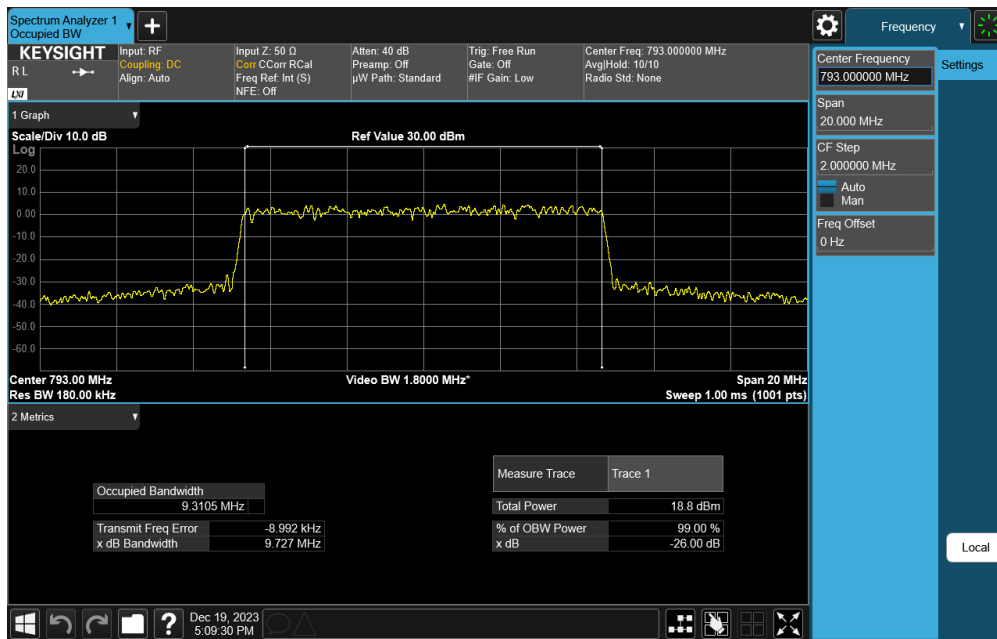 Spectrum Analyzer 1
Occupied BW
+
Frequency
KEYSIGHT
R L
LXI
Input: RF
Coupling: DC
Align: Auto
Input Z: 50 Ω
Corr CCorr RCal
Freq Ref: Int (S)
NFE: Off
Atten: 40 dB
Preamp: Off
µW Path: Standard
Trig: Free Run
Gate: Off
#IF Gain: Low
Center Freq: 793.000000 MHz
Avg|Hold: 10/10
Radio Std: None
Center Frequency
793.000000 MHz
Settings
Span
20.000 MHz
CF Step
2.000000 MHz
Auto
Man
Freq Offset
0 Hz
1 Graph
Scale/Div 10.0 dB
Ref Value 30.00 dBm
Log
20.0
10.0
0.00
-10.0
-20.0
-30.0
-40.0
-50.0
-60.0
Center 793.00 MHz
Video BW 1.8000 MHz*
Span 20 MHz
Res BW 180.00 kHz
Sweep 1.00 ms (1001 pts)
2 Metrics
Measure Trace Trace 1
Occupied Bandwidth
9.3105 MHz
Total Power 18.8 dBm
Transmit Freq Error -8.992 kHz
% of OBW Power 99.00 %
x dB Bandwidth 9.727 MHz
x dB -26.00 dB
Local
?
Dec 19, 2023
5:09:30 PM